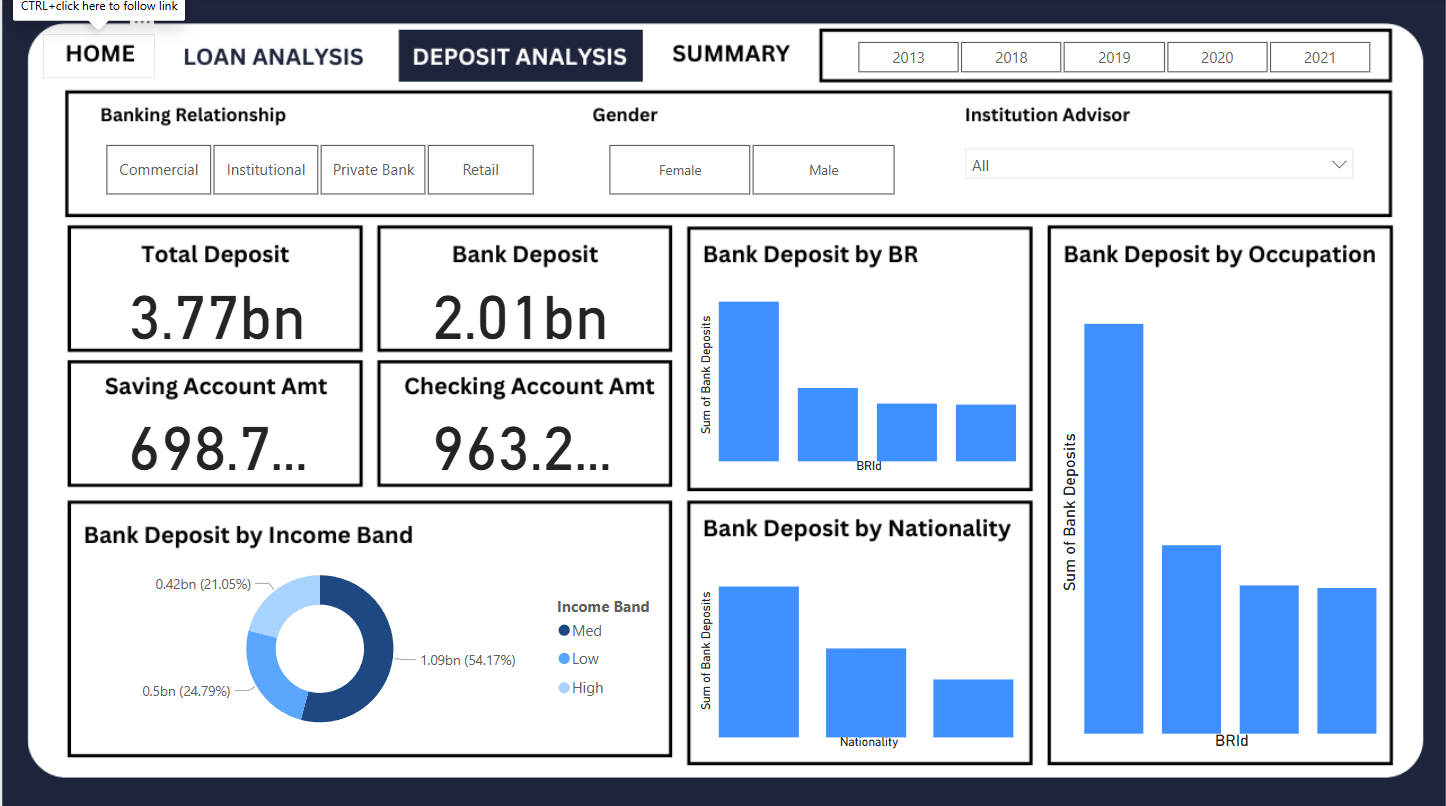 CTRL+click here to follow link
HOME
LOAN ANALYSIS
DEPOSIT ANALYSIS
SUMMARY
2013
2018
2019
2020
2021
Banking Relationship
Commercial
Institutional
Private Bank
Retail
Gender
Female
Male
Institution Advisor
All
Total Deposit
3.77bn
Bank Deposit
2.01bn
Saving Account Amt
698.7...
Checking Account Amt
963.2...
Bank Deposit by BR
Sum of Bank Deposits
BRId
Bank Deposit by Occupation
Sum of Bank Deposits
BRId
Bank Deposit by Income Band
0.42bn (21.05%)
0.5bn (24.79%)
1.09bn (54.17%)
Income Band
Med
Low
High
Bank Deposit by Nationality
Sum of Bank Deposits
Nationality